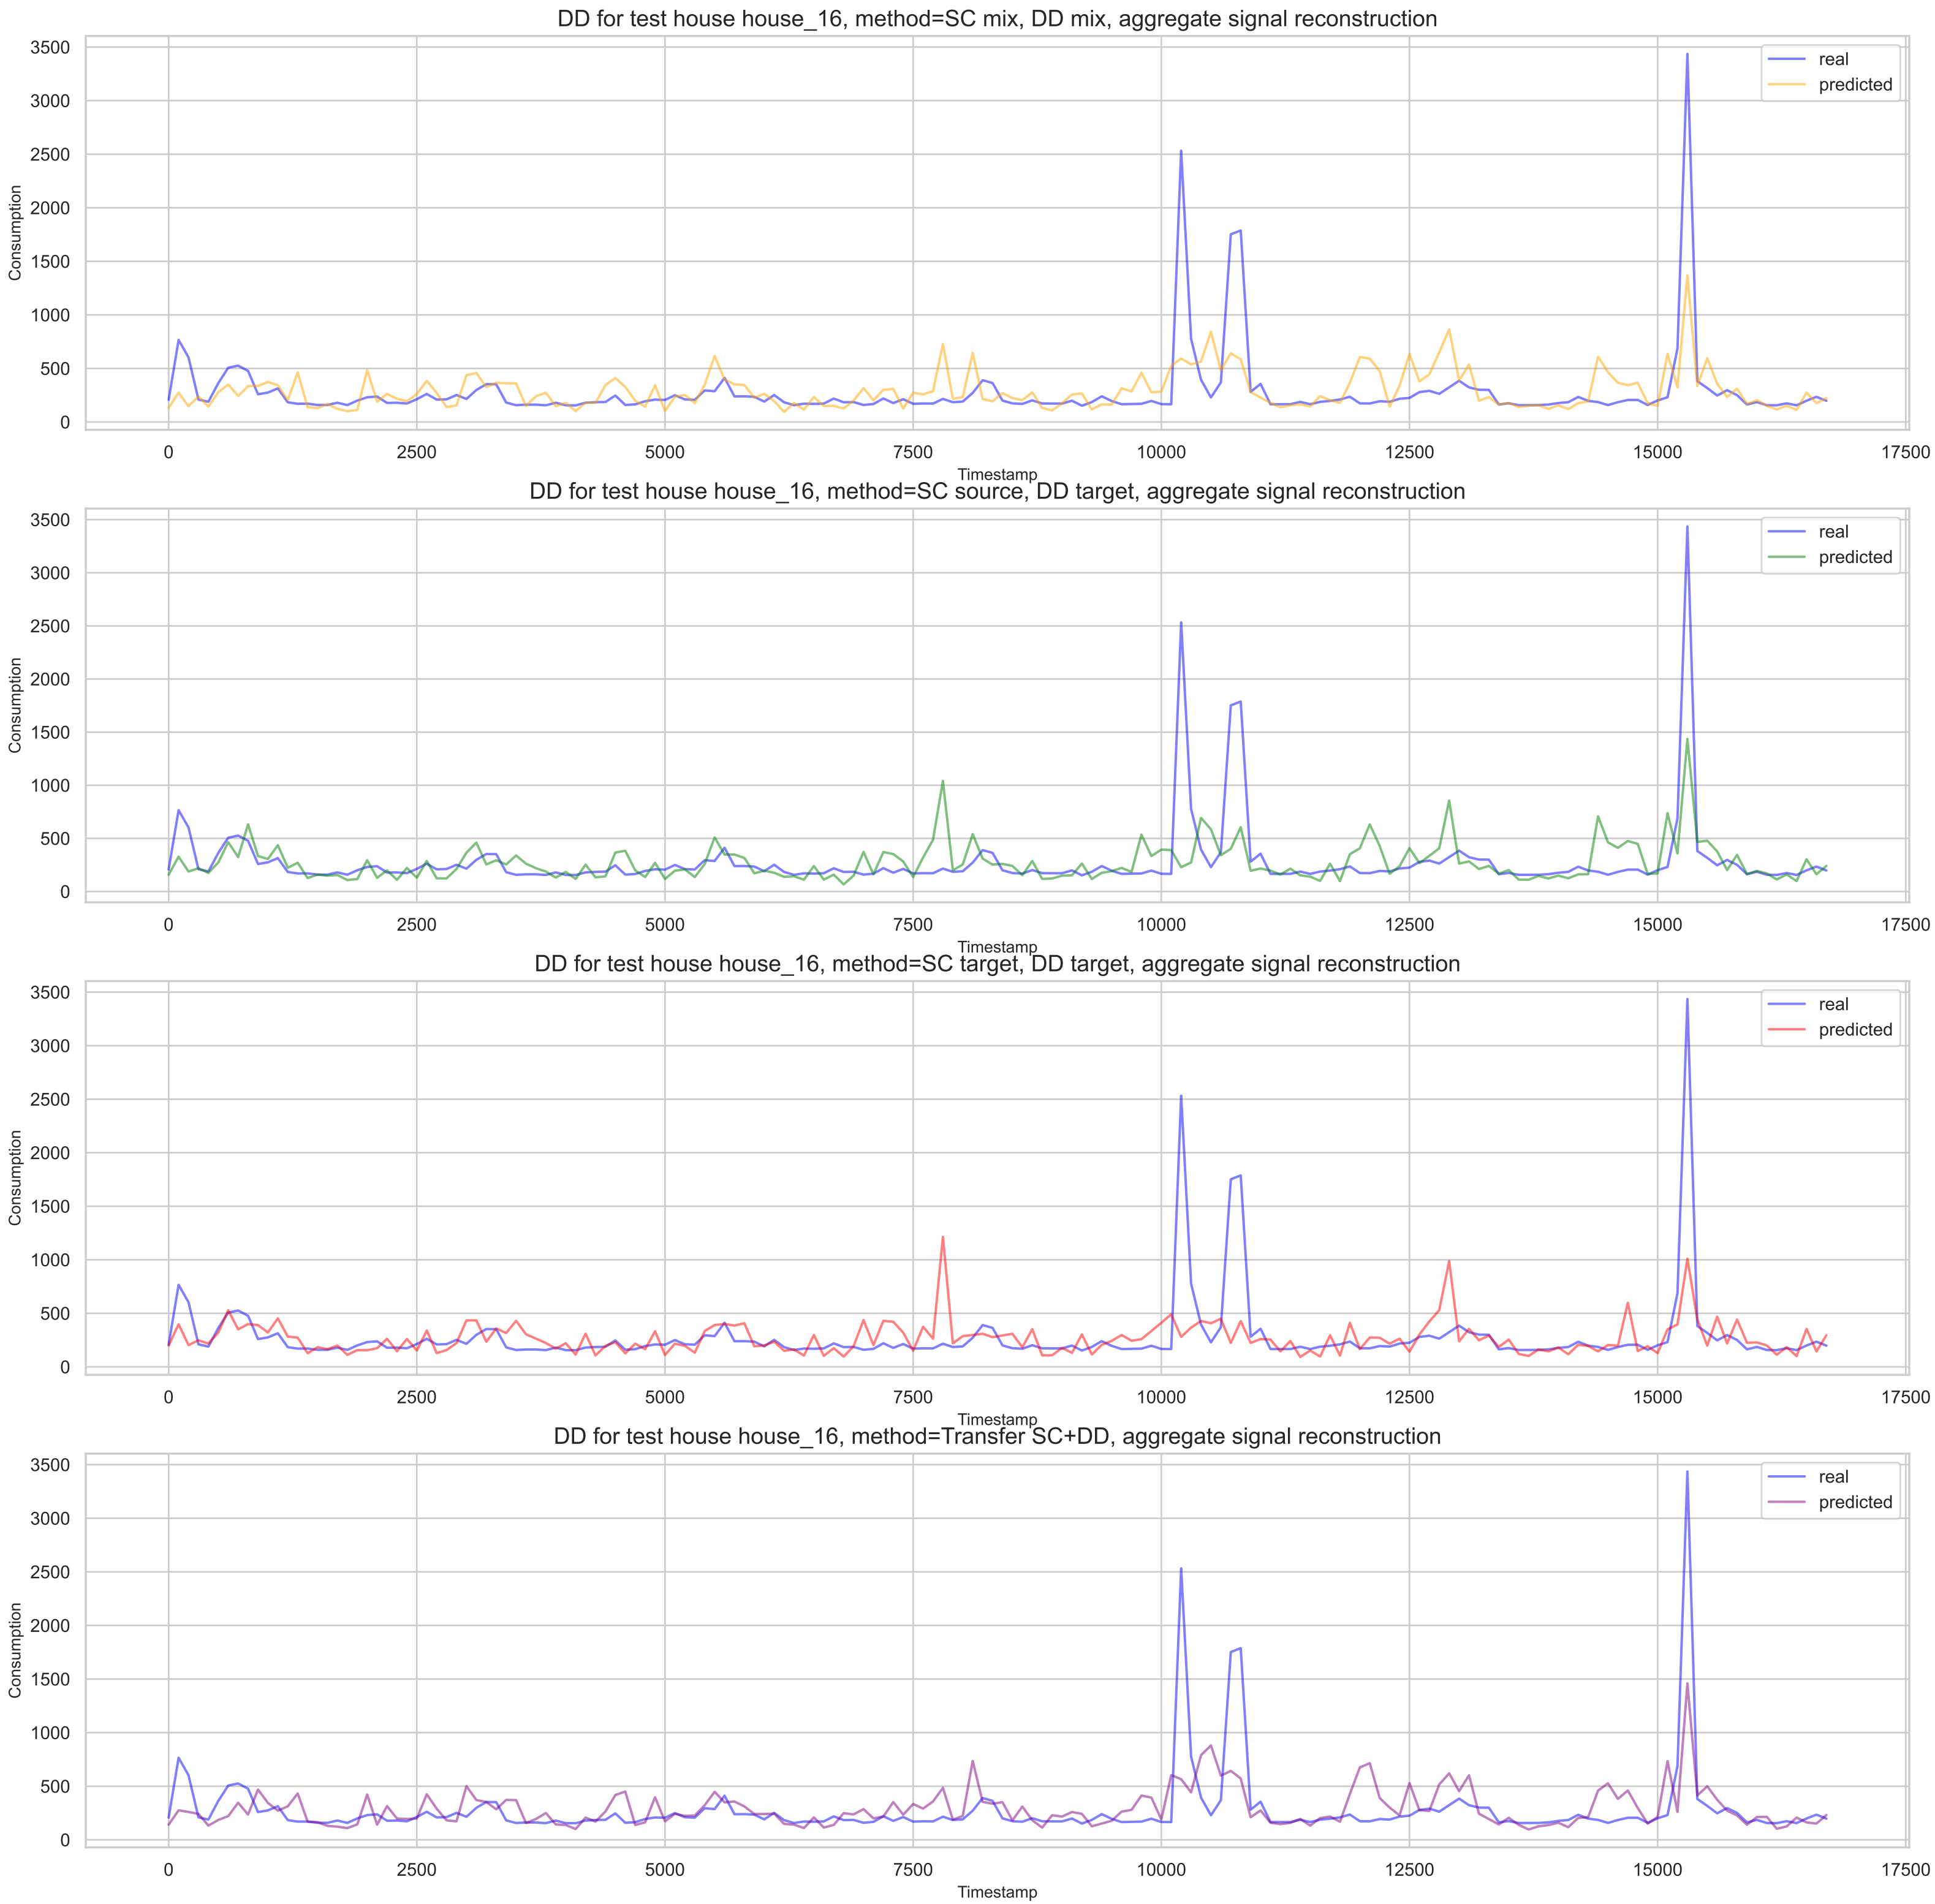 DD for test house house_16, method=SC mix, DD mix, aggregate signal reconstruction
3500
3000
2500
2000
1500
1000
500
0
Consumption
real
predicted
0 2500 5000 7500 10000 12500 15000 17500
Timestamp
DD for test house house_16, method=SC source, DD target, aggregate signal reconstruction
3500
3000
2500
2000
1500
1000
500
0
Consumption
real
predicted
0 2500 5000 7500 10000 12500 15000 17500
Timestamp
DD for test house house_16, method=SC target, DD target, aggregate signal reconstruction
3500
3000
2500
2000
1500
1000
500
0
Consumption
real
predicted
0 2500 5000 7500 10000 12500 15000 17500
Timestamp
DD for test house house_16, method=Transfer SC+DD, aggregate signal reconstruction
3500
3000
2500
2000
1500
1000
500
0
Consumption
real
predicted
0 2500 5000 7500 10000 12500 15000 17500
Timestamp